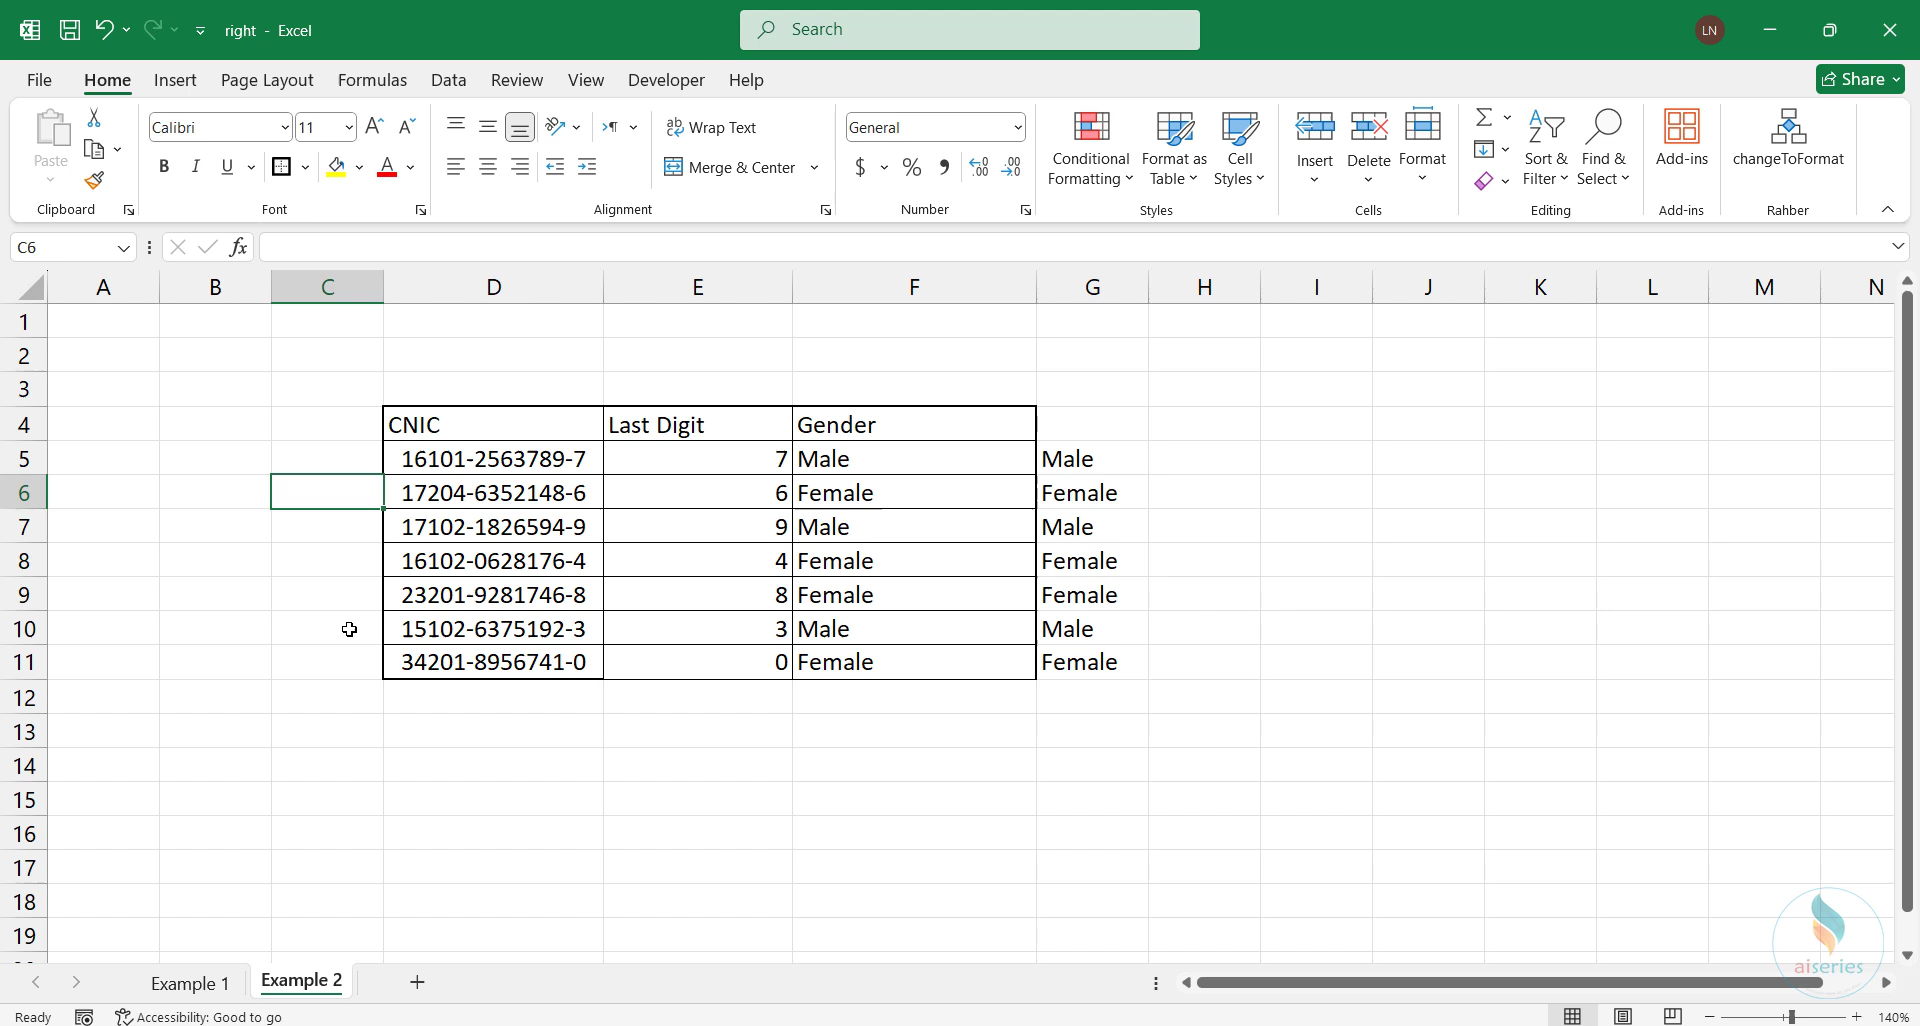 right - Excel
Search
LN
File Home Insert Page Layout Formulas Data Review View Developer Help
Share
Paste
Calibri 11
Wrap Text
General
Merge & Center
Conditional Formatting
Format as Table
Cell Styles
Insert Delete Format
Sort & Filter
Find & Select
Add-ins
changeToFormat
Clipboard Font Alignment Number Styles Cells Editing Add-ins Rahber
C6 fx
A B C D E F G H I J K L M N
1
2
3
4 CNIC Last Digit Gender
5 16101-2563789-7 7 Male Male
6 17204-6352148-6 6 Female Female
7 17102-1826594-9 9 Male Male
8 16102-0628176-4 4 Female Female
9 23201-9281746-8 8 Female Female
10 15102-6375192-3 3 Male Male
11 34201-8956741-0 0 Female Female
12
13
14
15
16
17
18
19
aiseries
Example 1 Example 2
Ready Accessibility: Good to go 140%